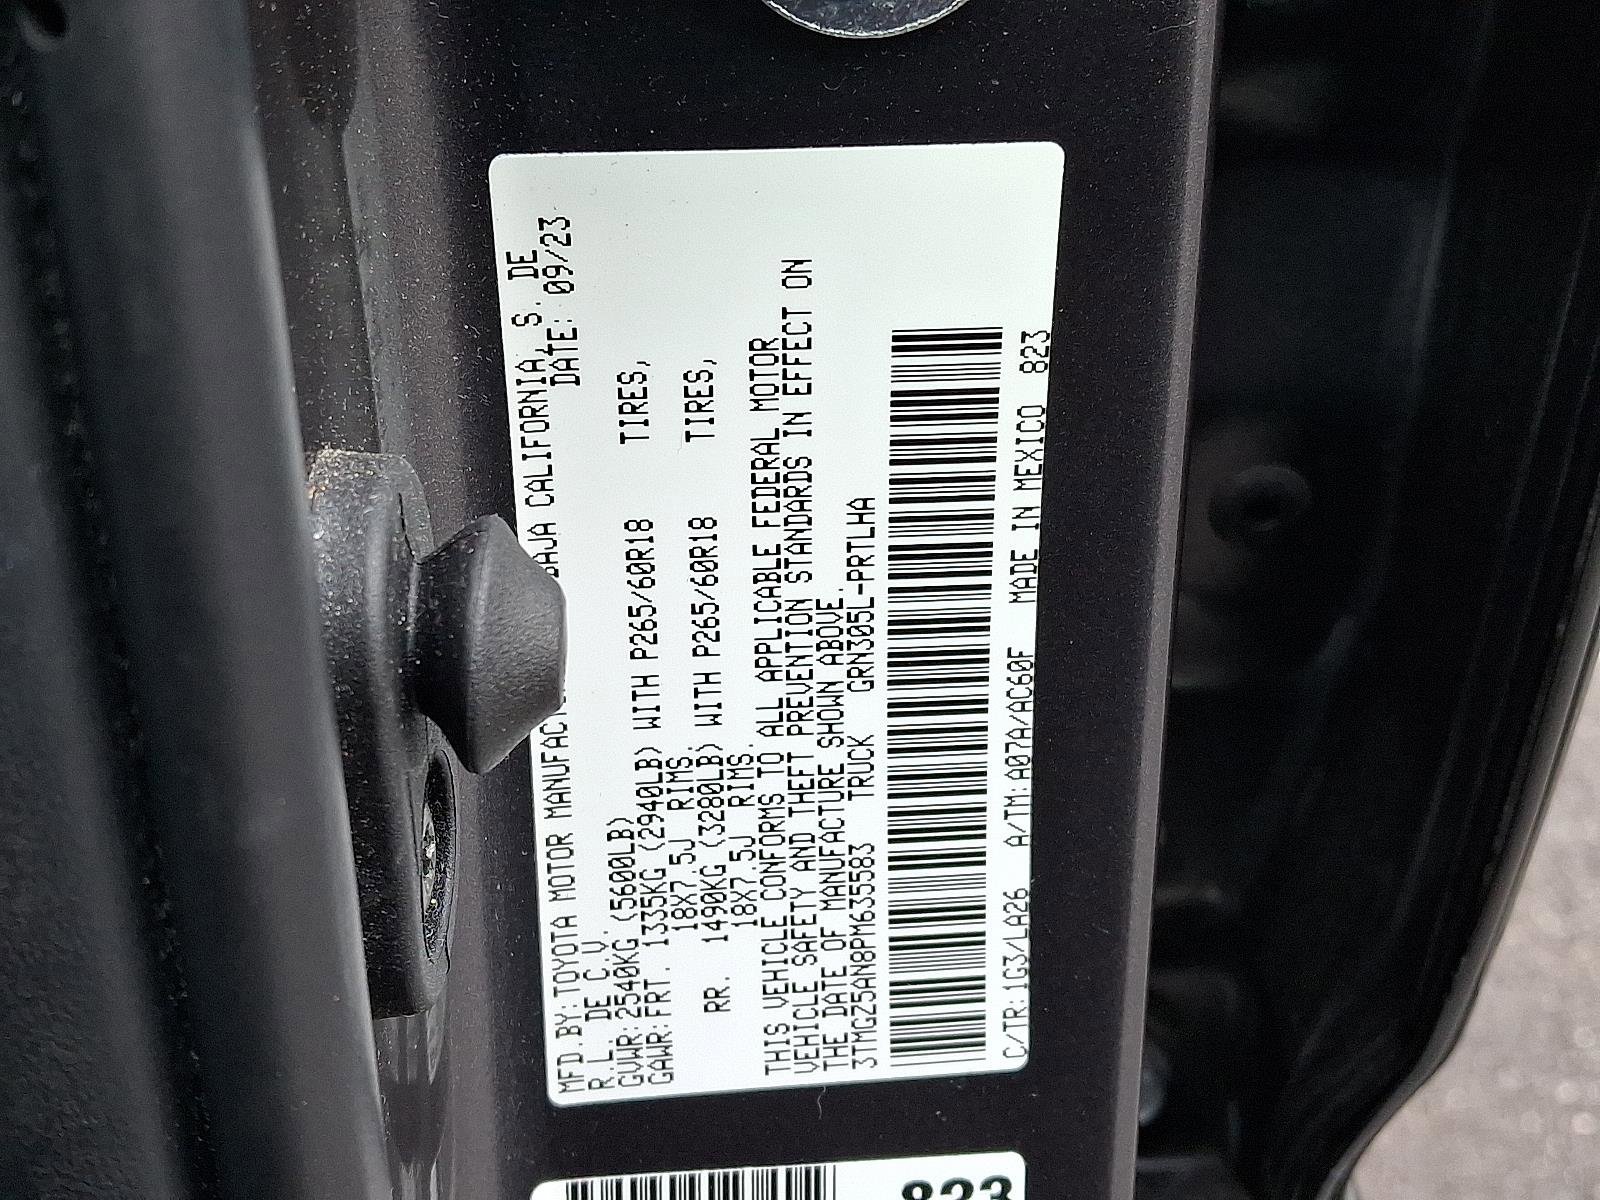 MFD.BY:TOYOTA MOTOR MANUFACT BAJA CALIFORNIA, S. DE
R.L. DE C.V. DATE: 09/23
GVWR:2540KG (5600LB)
GAWR:FRT. 1335KG (2940LB) WITH P265/60R18 TIRES,
18X7.5J RIMS.
RR. 1490KG (3280LB) WITH P265/60R18 TIRES,
18X7.5J RIMS.
THIS VEHICLE CONFORMS TO ALL APPLICABLE FEDERAL MOTOR
VEHICLE SAFETY AND THEFT PREVENTION STANDARDS IN EFFECT ON
THE DATE OF MANUFACTURE SHOWN ABOVE.
3TMGZ5AN8PM635583 TRUCK GRN305L-PRTLHA
C/TR:1G3/LA26 A/TM:A07A/AC60F MADE IN MEXICO 823
823